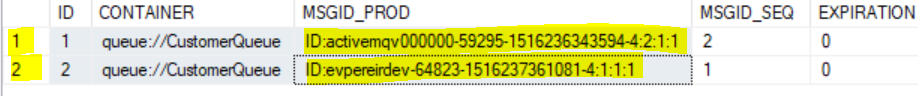 ID CONTAINER MSGID_PROD MSGID_SEQ EXPIRATION
1 1 queue://CustomerQueue ID:activemqv000000-59295-1516236343594-4:2:1:1 2 0
2 2 queue://CustomerQueue ID:evpereirdev-64823-1516237361081-4:1:1:1 1 0